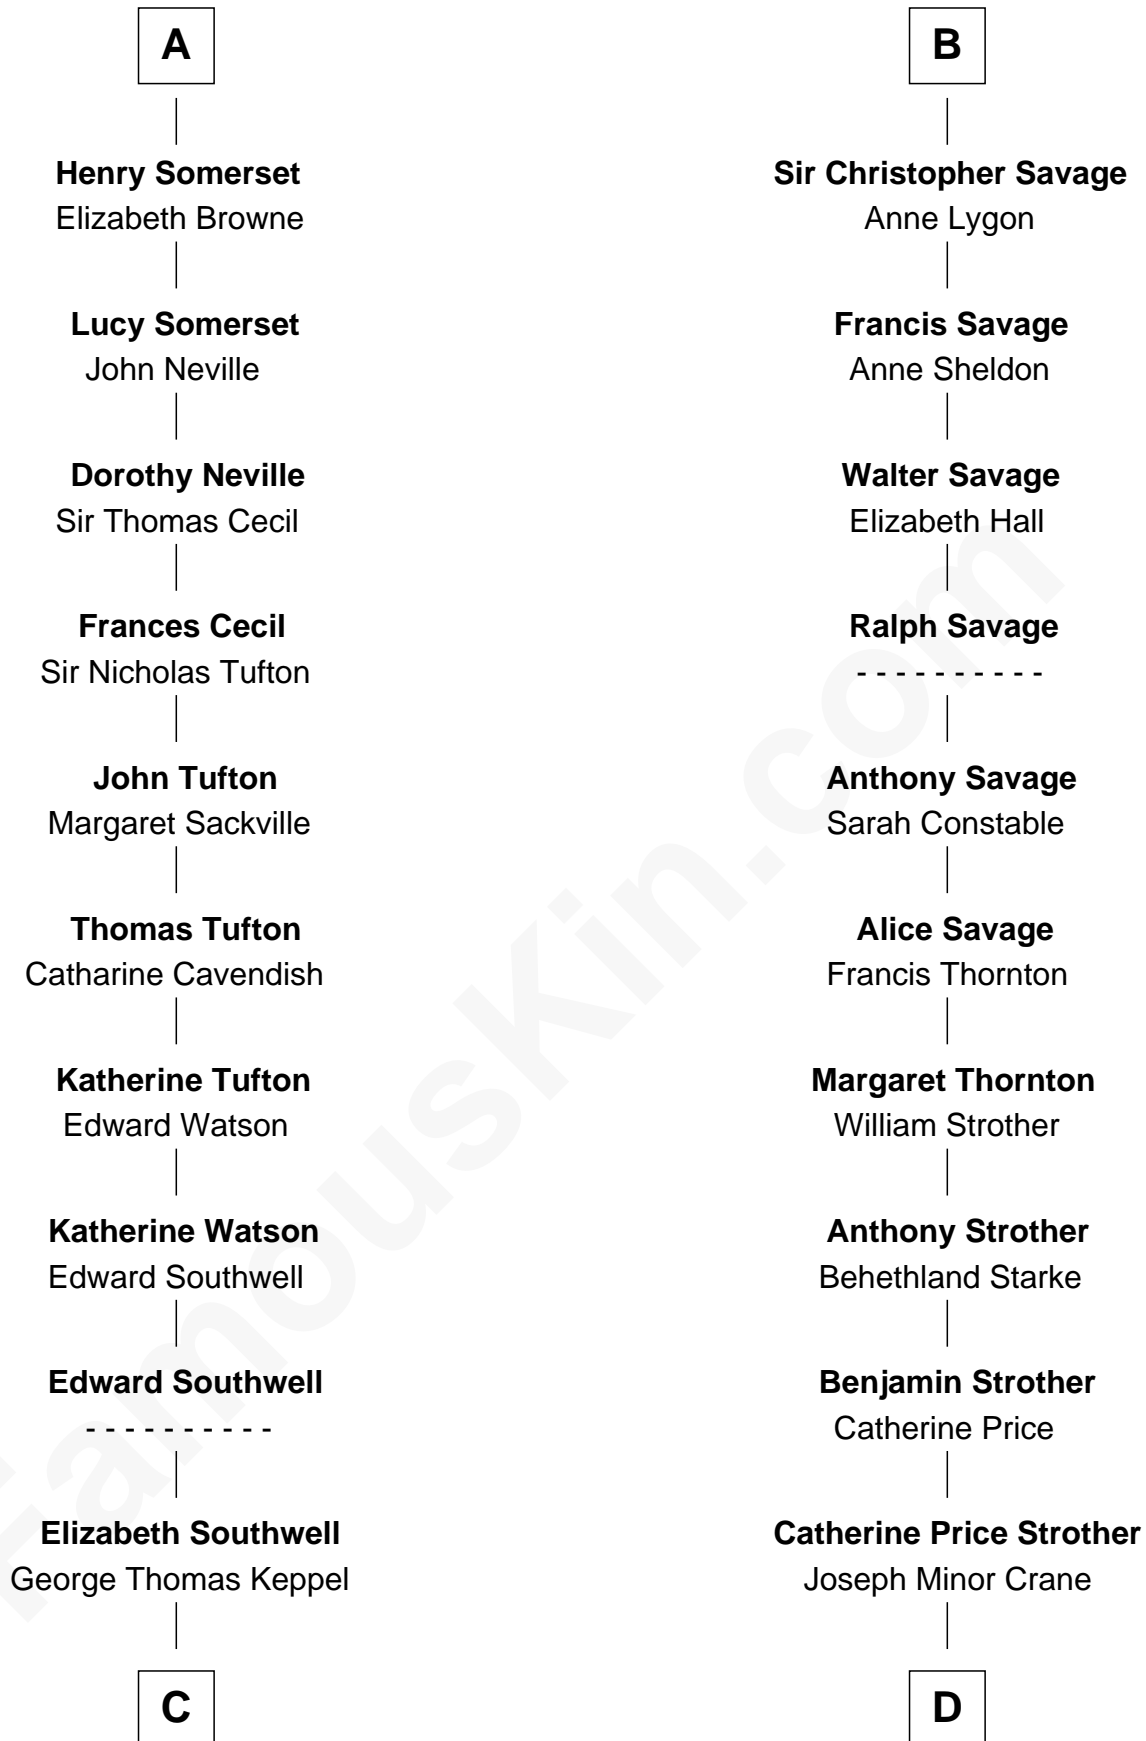 A
Henry Somerset
Elizabeth Browne
Lucy Somerset
John Neville
Dorothy Neville
Sir Thomas Cecil
Frances Cecil
Sir Nicholas Tufton
John Tufton
Margaret Sackville
Thomas Tufton
Catharine Cavendish
Katherine Tufton
Edward Watson
Katherine Watson
Edward Southwell
Edward Southwell
- - - - - - - - - -
Elizabeth Southwell
George Thomas Keppel
C
B
Sir Christopher Savage
Anne Lygon
Francis Savage
Anne Sheldon
Walter Savage
Elizabeth Hall
Ralph Savage
- - - - - - - - - -
Anthony Savage
Sarah Constable
Alice Savage
Francis Thornton
Margaret Thornton
William Strother
Anthony Strother
Behethland Starke
Benjamin Strother
Catherine Price
Catherine Price Strother
Joseph Minor Crane
D
FamousKin.com